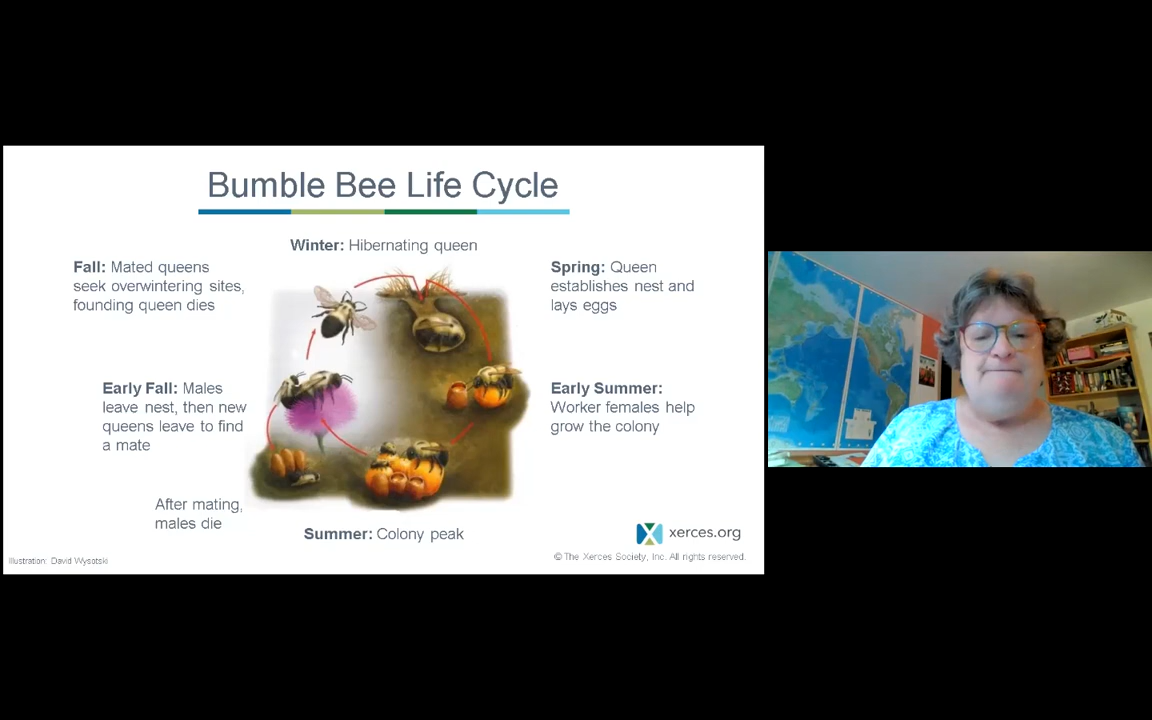 Bumble Bee Life Cycle
Winter: Hibernating queen
Fall: Mated queens
seek overwintering sites,
founding queen dies
Spring: Queen
establishes nest and
lays eggs
Early Fall: Males
leave nest, then new
queens leave to find
a mate
Early Summer:
Worker females help
grow the colony
After mating,
males die
Summer: Colony peak
xerces.org
Illustration: David Wysotski
© The Xerces Society, Inc. All rights reserved.